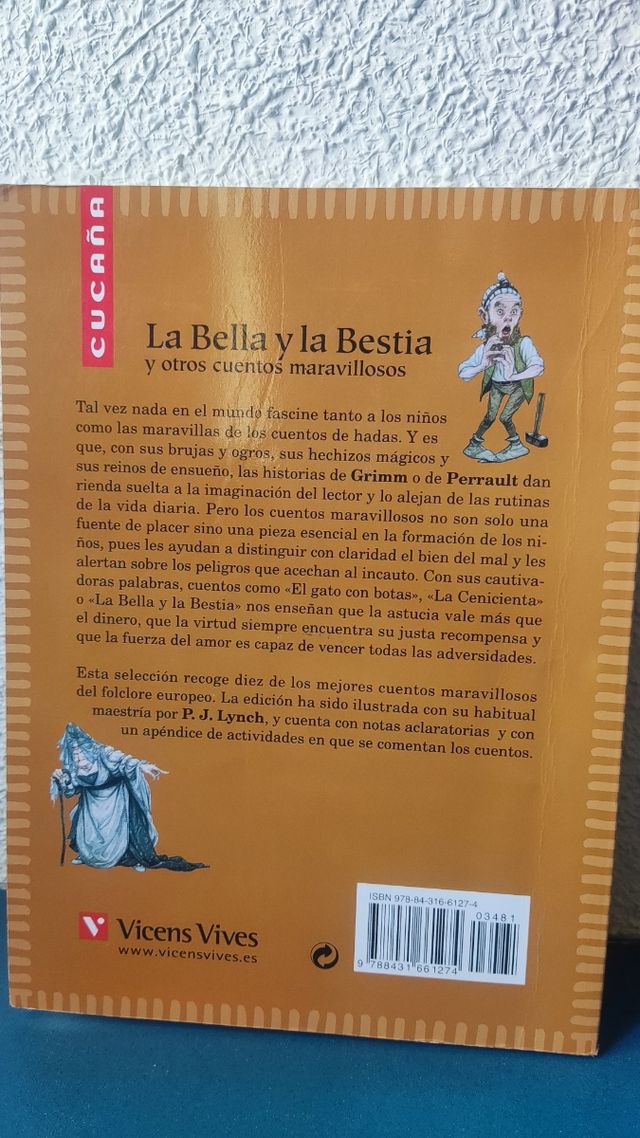 CUCAÑA
La Bella y la Bestia
y otros cuentos maravillosos
Tal vez nada en el mundo fascine tanto a los niños
como las maravillas de los cuentos de hadas. Y es
que, con sus brujas y ogros, sus hechizos mágicos y
sus reinos de ensueño, las historias de Grimm o de Perrault dan
rienda suelta a la imaginación del lector y lo alejan de las rutinas
de la vida diaria. Pero los cuentos maravillosos no son solo una
fuente de placer sino una pieza esencial en la formación de los ni-
ños, pues les ayudan a distinguir con claridad el bien del mal y les
alertan sobre los peligros que acechan al incauto. Con sus cautiva-
doras palabras, cuentos como «El gato con botas», «La Cenicienta»
o «La Bella y la Bestia» nos enseñan que la astucia vale más que
el dinero, que la virtud siempre encuentra su justa recompensa y
que la fuerza del amor es capaz de vencer todas las adversidades.
Esta selección recoge diez de los mejores cuentos maravillosos
del folclore europeo. La edición ha sido ilustrada con su habitual
maestría por P. J. Lynch, y cuenta con notas aclaratorias y con
un apéndice de actividades en que se comentan los cuentos.
ISBN 978-84-316-6127-4
03481
9 788431 661274
V Vicens Vives
www.vicensvives.es